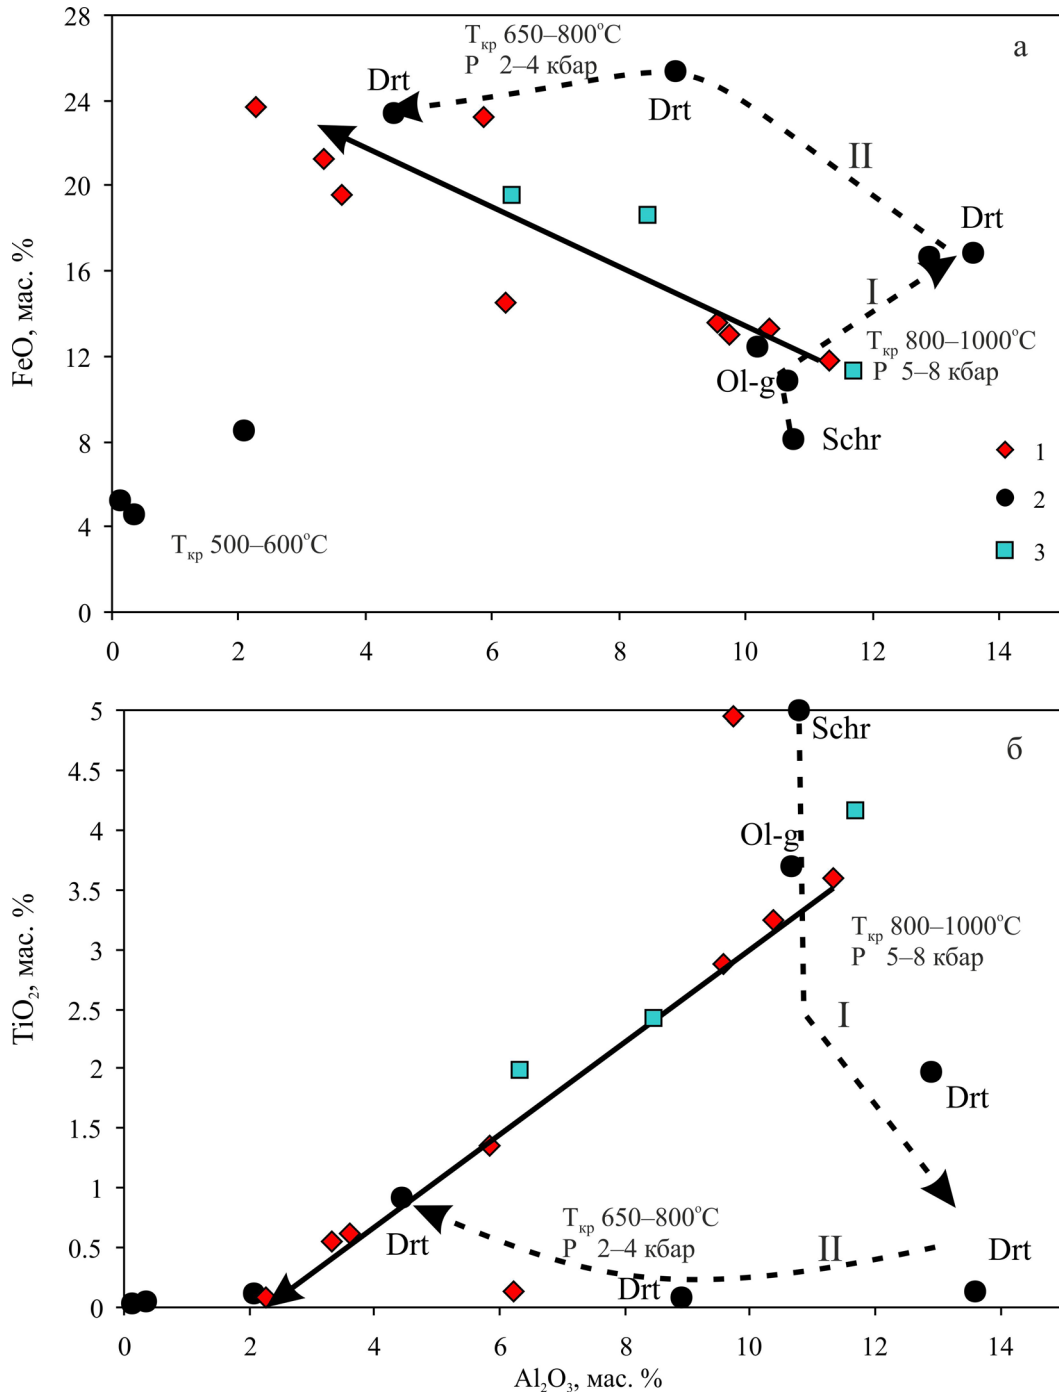 28
24
20
16
12
8
4
0
FeO, мас. %
а
Tкр 650–800°C
P 2–4 кбар
Drt
Drt
II
Drt
I
Tкр 800–1000°C
P 5–8 кбар
Ol-g
Schr
1
2
3
Tкр 500–600°C
0 2 4 6 8 10 12 14
5
4.5
4
3.5
3
2.5
2
1.5
1
0.5
0
TiO₂, мас. %
б
Schr
Ol-g
Tкр 800–1000°C
P 5–8 кбар
I
Drt
Tкр 650–800°C
P 2–4 кбар
Drt
II
Drt
Drt
0 2 4 6 8 10 12 14
Al₂O₃, мас. %